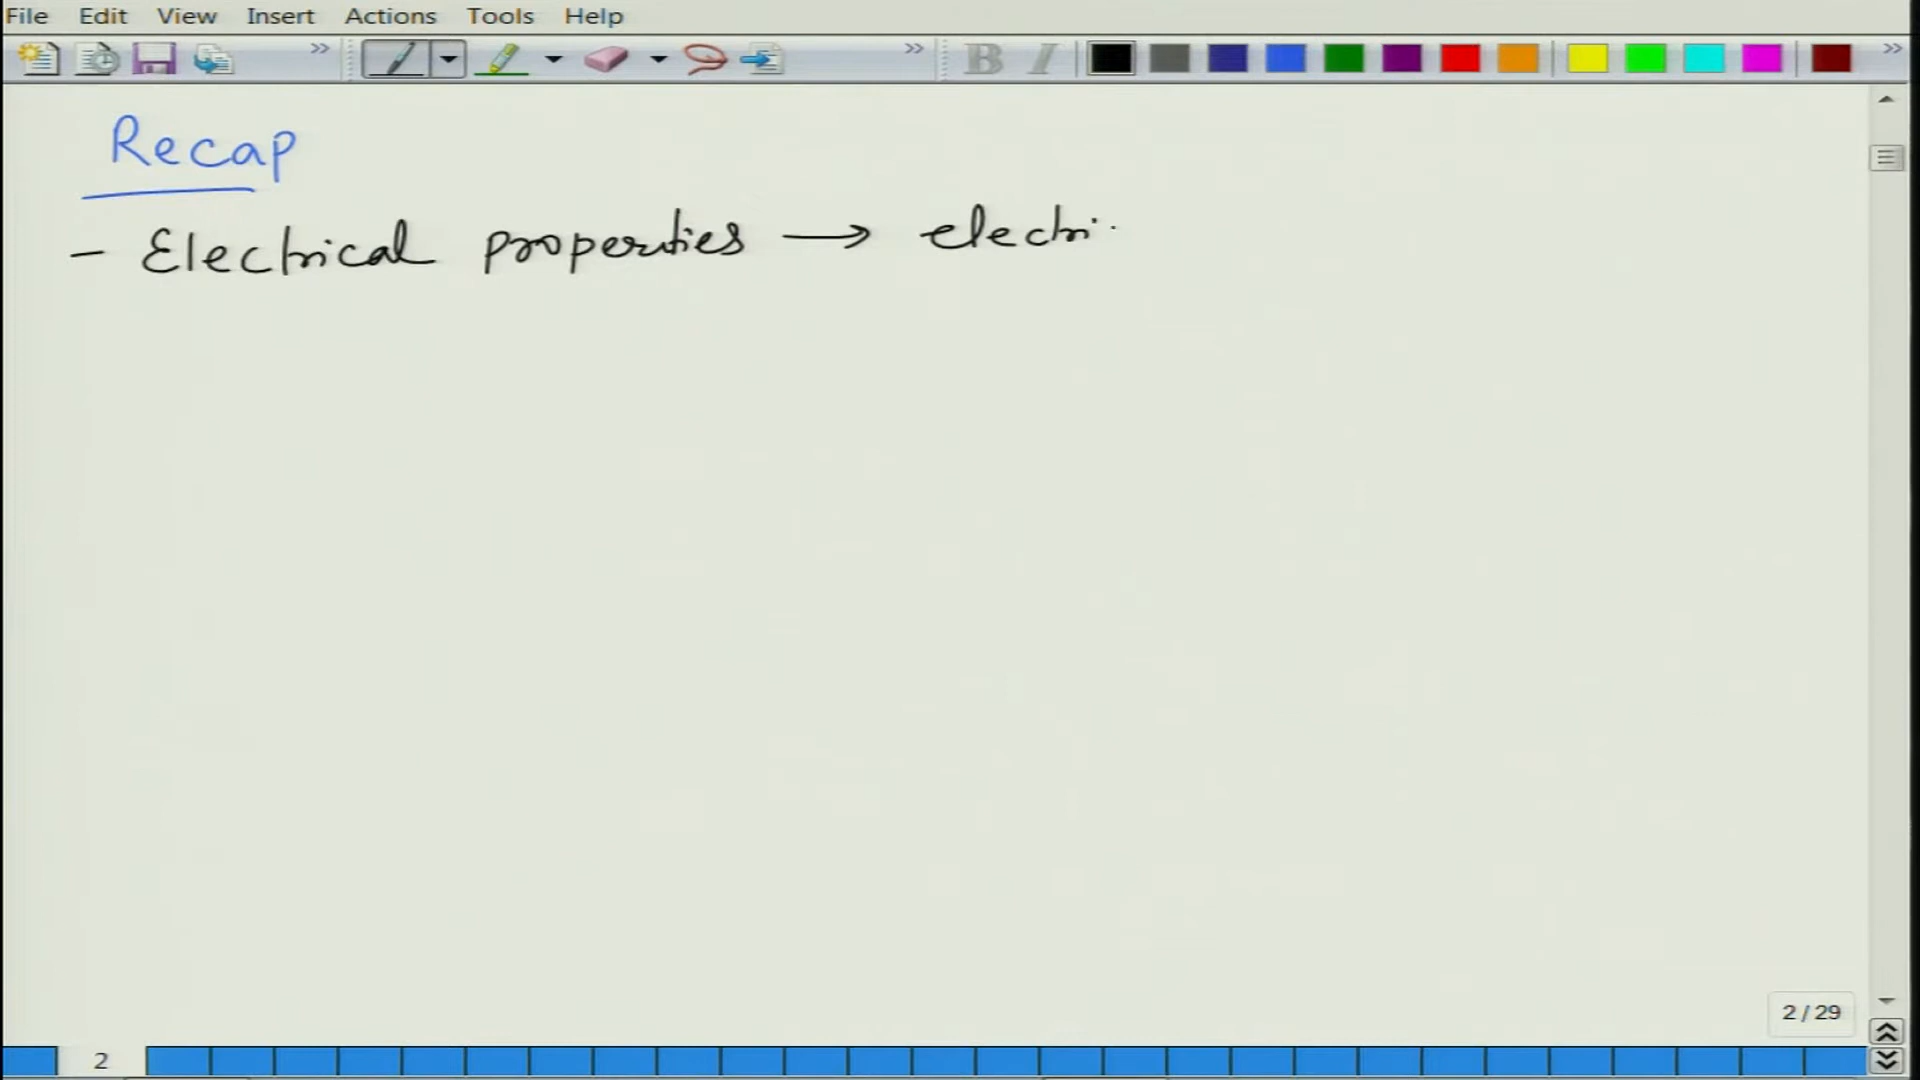 File Edit View Insert Actions Tools Help
B I
Recap
- Electrical properties → electri
2 / 29
2